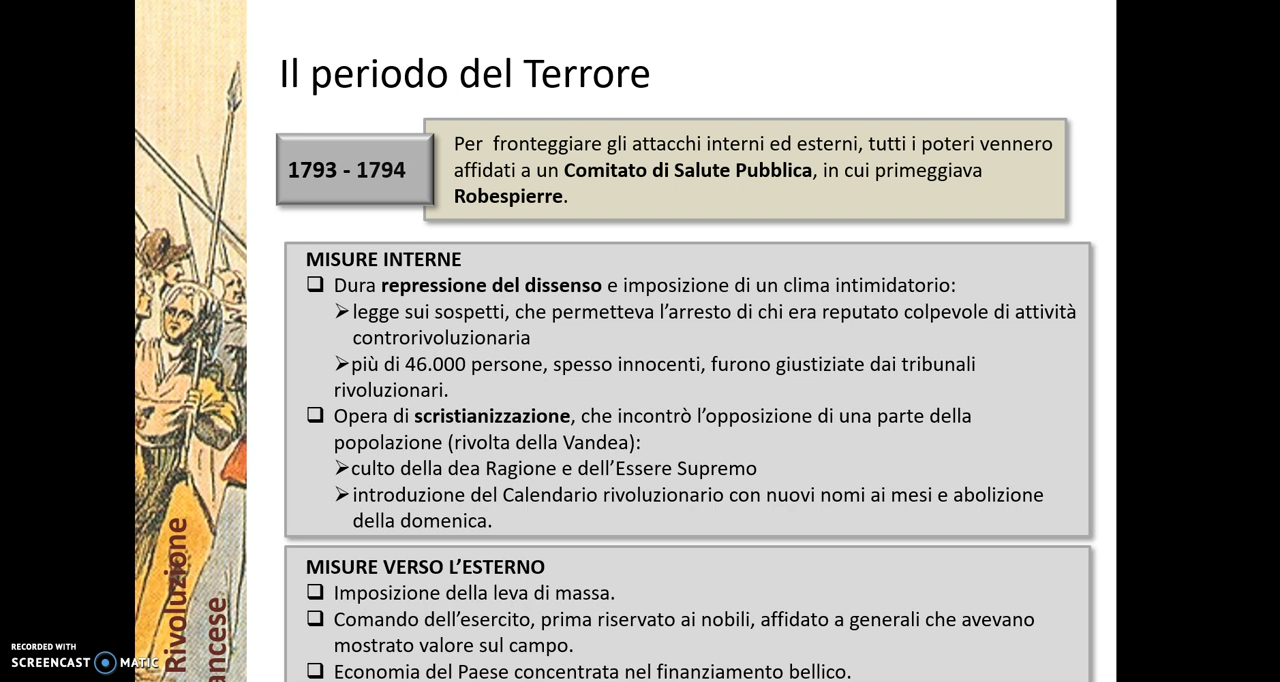 Il periodo del Terrore
1793 - 1794
Per fronteggiare gli attacchi interni ed esterni, tutti i poteri vennero
affidati a un Comitato di Salute Pubblica, in cui primeggiava
Robespierre.
MISURE INTERNE
❑ Dura repressione del dissenso e imposizione di un clima intimidatorio:
➢legge sui sospetti, che permetteva l’arresto di chi era reputato colpevole di attività
controrivoluzionaria
➢più di 46.000 persone, spesso innocenti, furono giustiziate dai tribunali
rivoluzionari.
❑ Opera di scristianizzazione, che incontrò l’opposizione di una parte della
popolazione (rivolta della Vandea):
➢culto della dea Ragione e dell’Essere Supremo
➢introduzione del Calendario rivoluzionario con nuovi nomi ai mesi e abolizione
della domenica.
MISURE VERSO L’ESTERNO
❑ Imposizione della leva di massa.
❑ Comando dell’esercito, prima riservato ai nobili, affidato a generali che avevano
mostrato valore sul campo.
❑ Economia del Paese concentrata nel finanziamento bellico.
Rivoluzione
ancese
RECORDED WITH
SCREENCAST MATIC